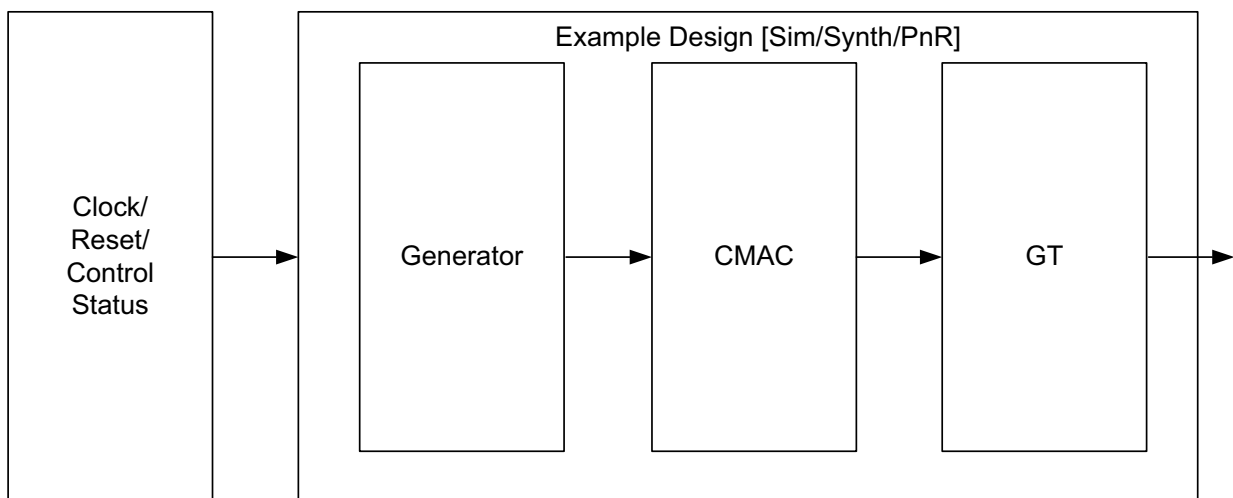 Example Design [Sim/Synth/PnR]
Clock/
Reset/
Control
Status
Generator
CMAC
GT